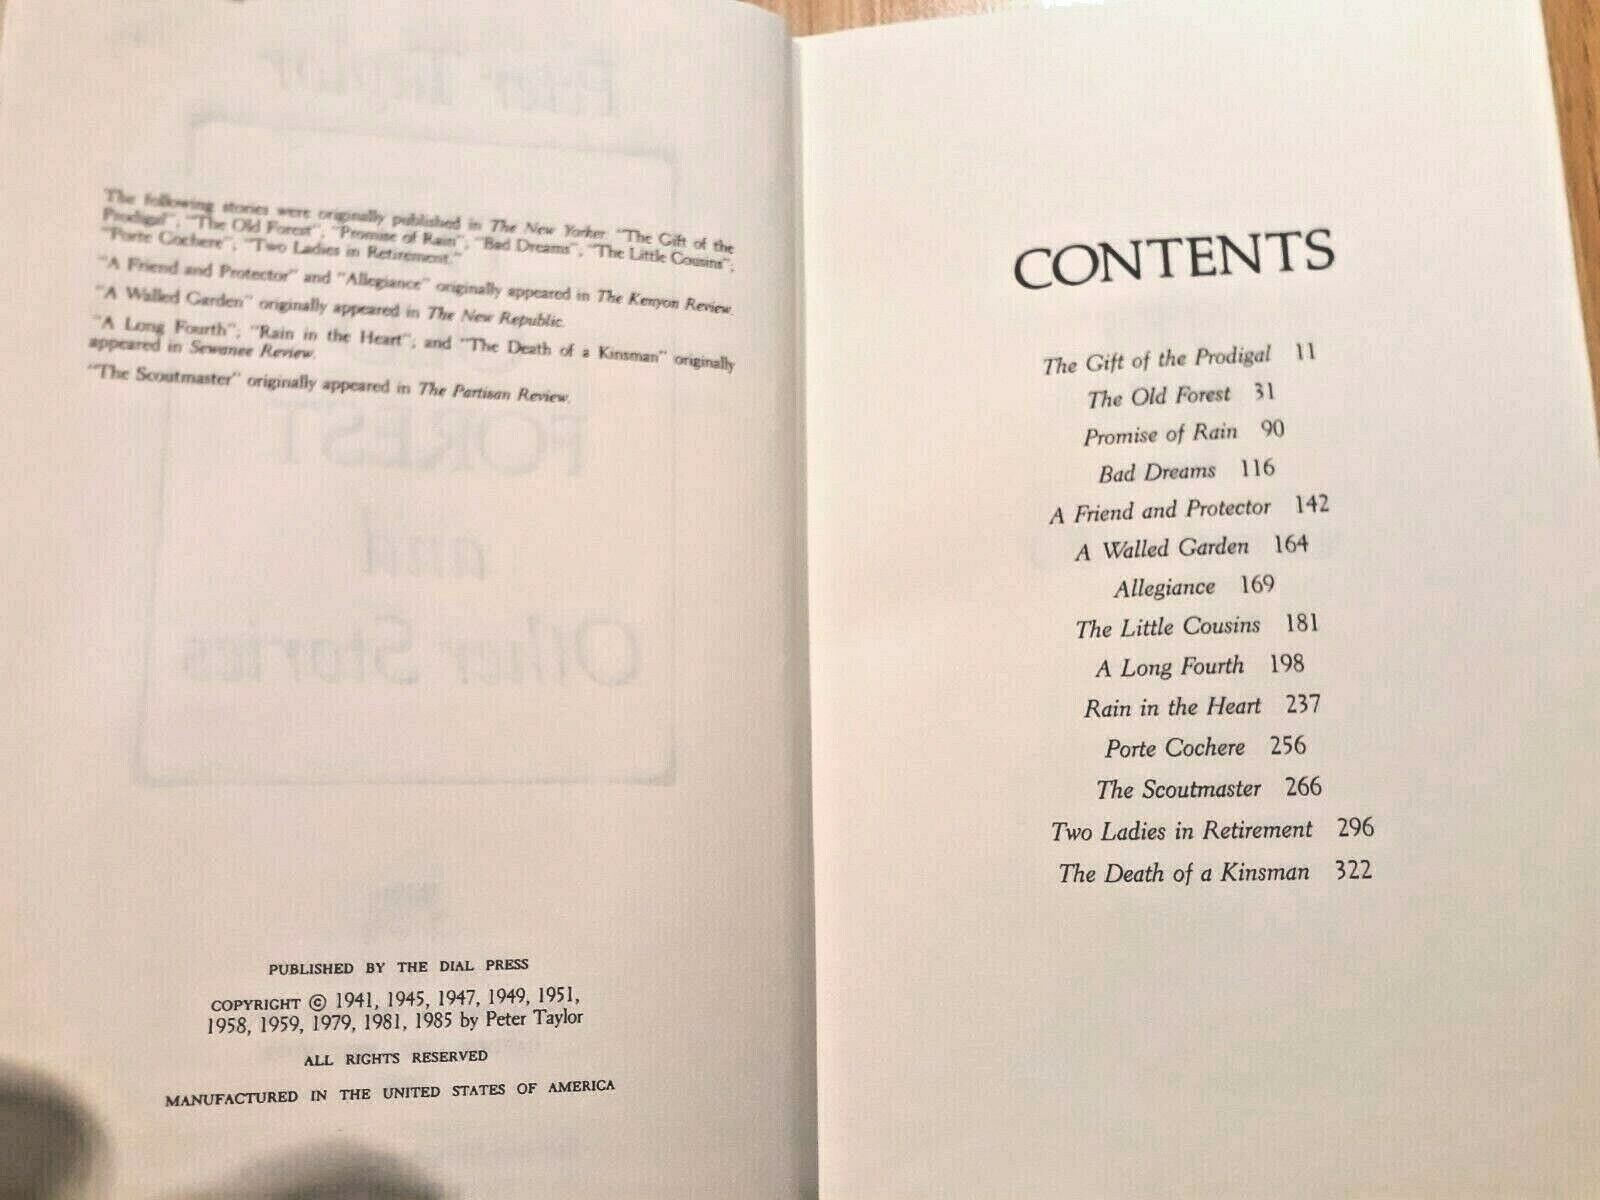 The following stories were originally published in The New Yorker: "The Gift of the
Prodigal", "The Old Forest", "Promise of Rain", "Bad Dreams", "The Little Cousins",
"Porte Cochere", "Two Ladies in Retirement."
"A Friend and Protector" and "Allegiance" originally appeared in The Kenyon Review.
"A Walled Garden" originally appeared in The New Republic.
"A Long Fourth", "Rain in the Heart", and "The Death of a Kinsman" originally
appeared in Sewanee Review.
"The Scoutmaster" originally appeared in The Partisan Review.
Peter Taylor
FOREST
and
Other Stories
PUBLISHED BY THE DIAL PRESS
COPYRIGHT © 1941, 1945, 1947, 1949, 1951,
1958, 1959, 1979, 1981, 1985 by Peter Taylor
ALL RIGHTS RESERVED
MANUFACTURED IN THE UNITED STATES OF AMERICA
CONTENTS
The Gift of the Prodigal 11
The Old Forest 31
Promise of Rain 90
Bad Dreams 116
A Friend and Protector 142
A Walled Garden 164
Allegiance 169
The Little Cousins 181
A Long Fourth 198
Rain in the Heart 237
Porte Cochere 256
The Scoutmaster 266
Two Ladies in Retirement 296
The Death of a Kinsman 322